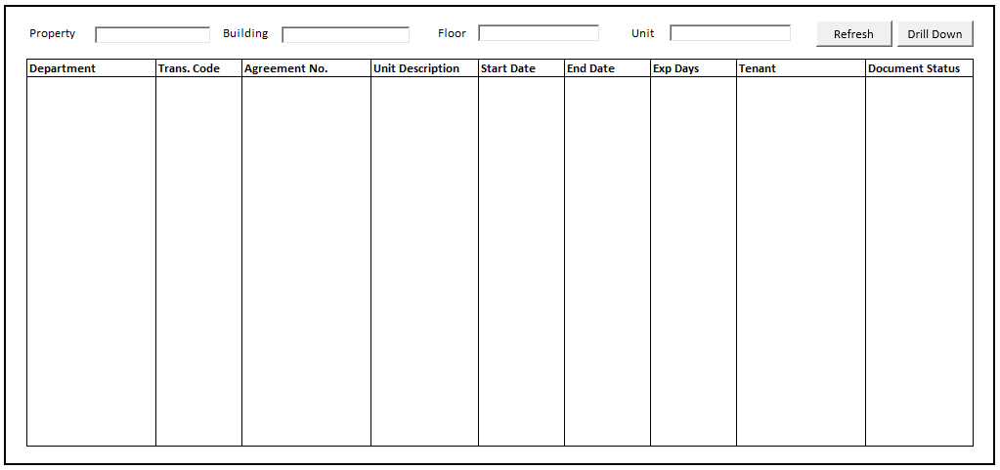 Property Building Floor Unit Refresh Drill Down
Department Trans. Code Agreement No. Unit Description Start Date End Date Exp Days Tenant Document Status